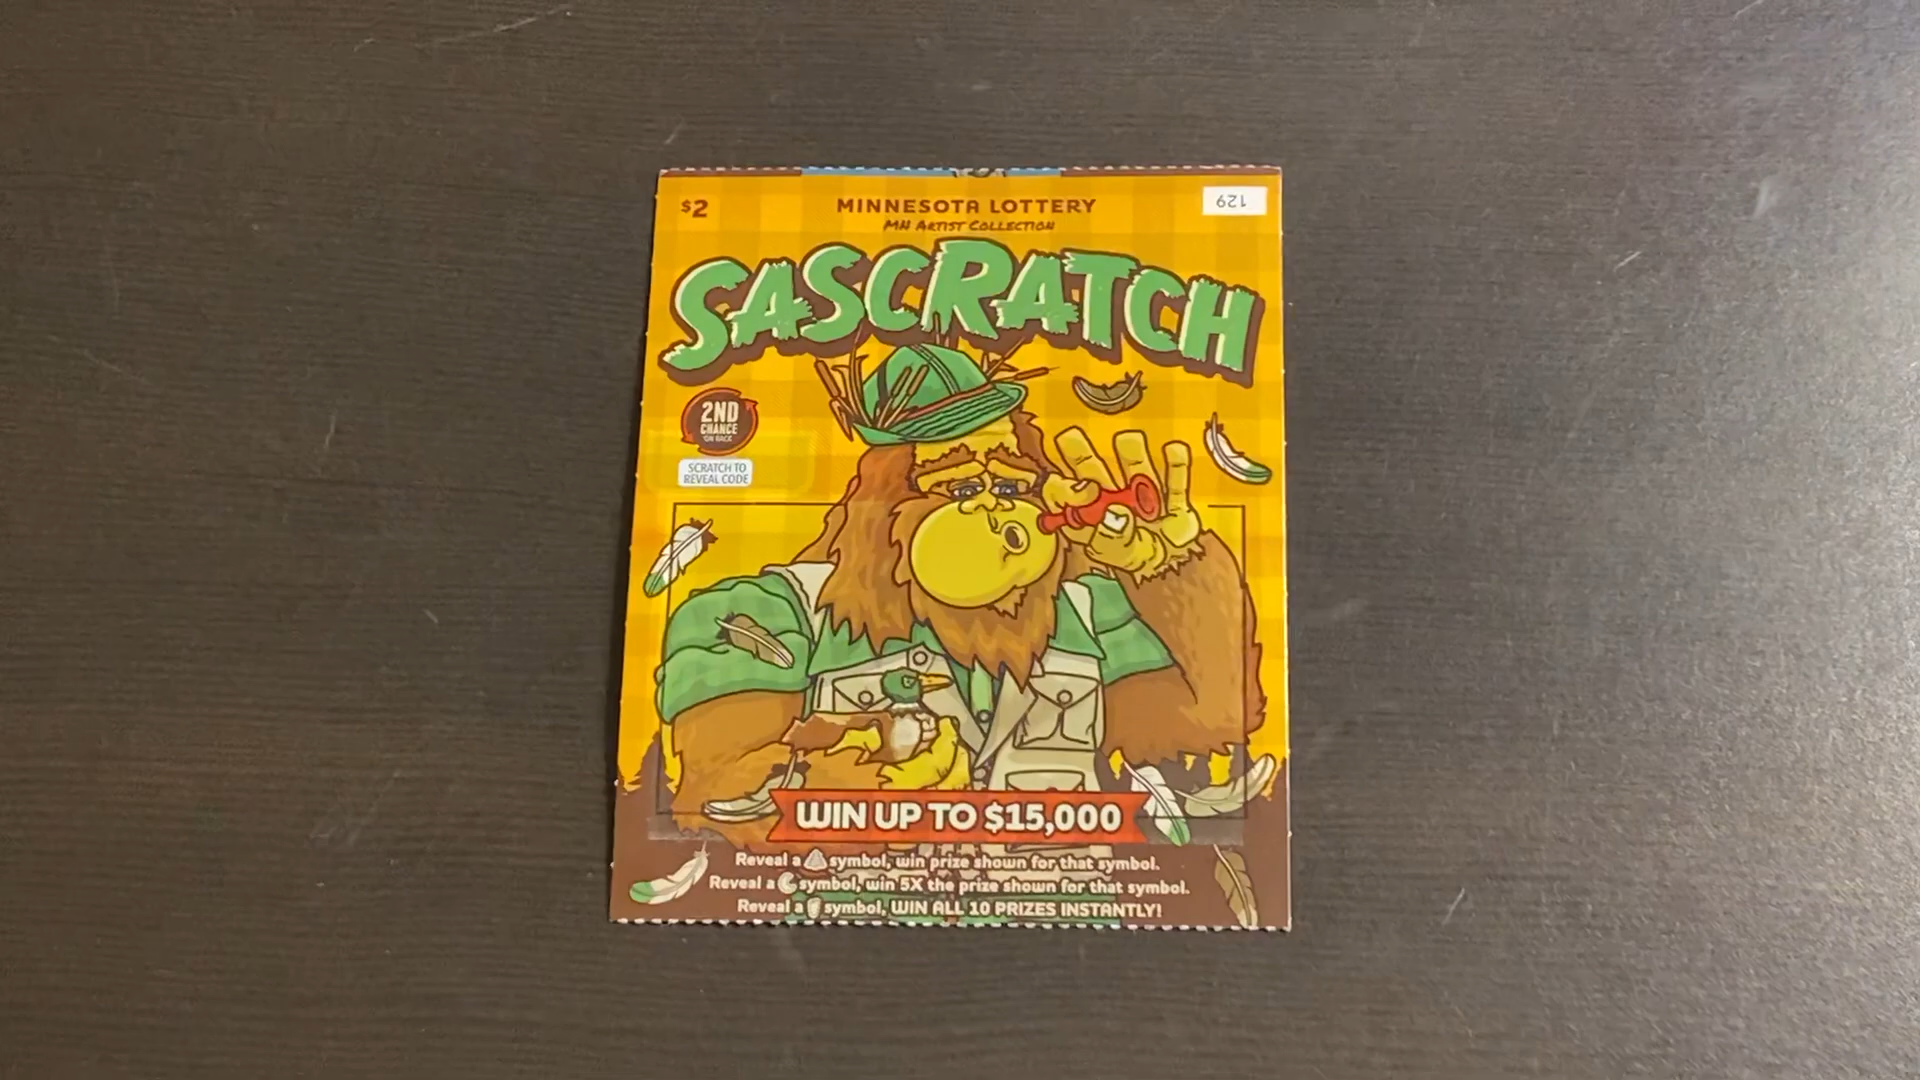 $2
MINNESOTA LOTTERY
129
MN ARTIST COLLECTION
SASCRATCH
2ND
CHANCE
ON BACK
SCRATCH TO
REVEAL CODE
WIN UP TO $15,000
Reveal a symbol, win prize shown for that symbol.
Reveal a symbol, win 5X the prize shown for that symbol.
Reveal a symbol, WIN ALL 10 PRIZES INSTANTLY!